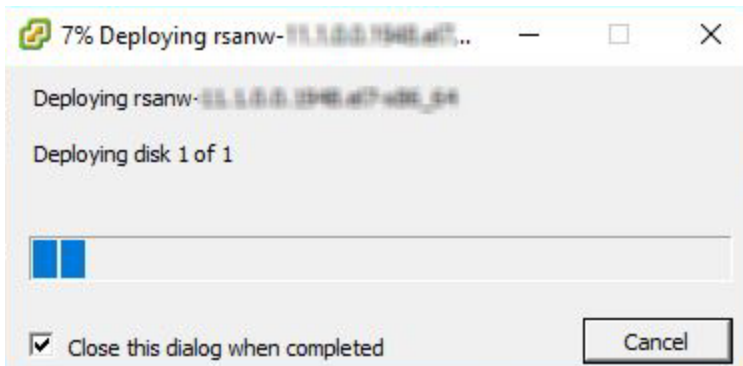 7% Deploying rsanw-
Deploying rsanw-
Deploying disk 1 of 1
Close this dialog when completed
Cancel